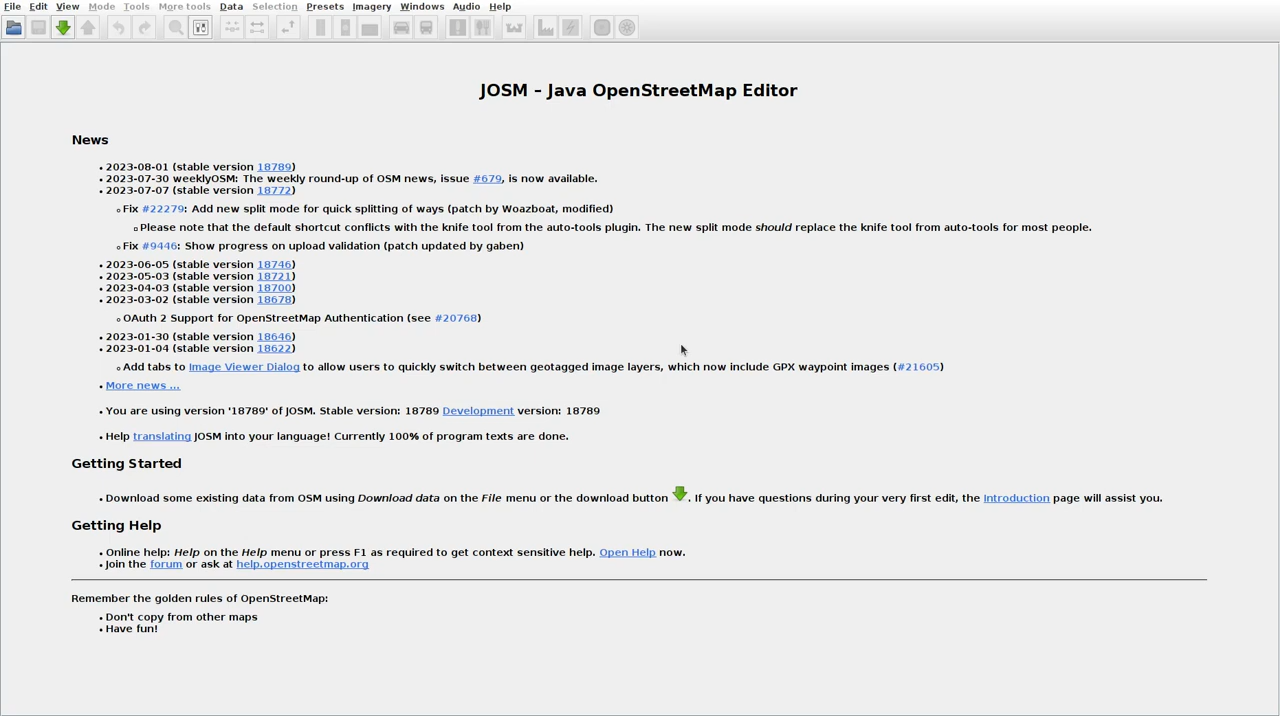 File Edit View Mode Tools More tools Data Selection Presets Imagery Windows Audio Help
JOSM – Java OpenStreetMap Editor
News
2023-08-01 (stable version 18789)
2023-07-30 weeklyOSM: The weekly round-up of OSM news, issue #679, is now available.
2023-07-07 (stable version 18772)
Fix #22279: Add new split mode for quick splitting of ways (patch by Woazboat, modified)
Please note that the default shortcut conflicts with the knife tool from the auto-tools plugin. The new split mode should replace the knife tool from auto-tools for most people.
Fix #9446: Show progress on upload validation (patch updated by gaben)
2023-06-05 (stable version 18746)
2023-05-03 (stable version 18721)
2023-04-03 (stable version 18700)
2023-03-02 (stable version 18678)
OAuth 2 Support for OpenStreetMap Authentication (see #20768)
2023-01-30 (stable version 18646)
2023-01-04 (stable version 18622)
Add tabs to Image Viewer Dialog to allow users to quickly switch between geotagged image layers, which now include GPX waypoint images (#21605)
More news ...
You are using version '18789' of JOSM. Stable version: 18789 Development version: 18789
Help translating JOSM into your language! Currently 100% of program texts are done.
Getting Started
Download some existing data from OSM using Download data on the File menu or the download button . If you have questions during your very first edit, the Introduction page will assist you.
Getting Help
Online help: Help on the Help menu or press F1 as required to get context sensitive help. Open Help now.
Join the forum or ask at help.openstreetmap.org
Remember the golden rules of OpenStreetMap:
Don't copy from other maps
Have fun!